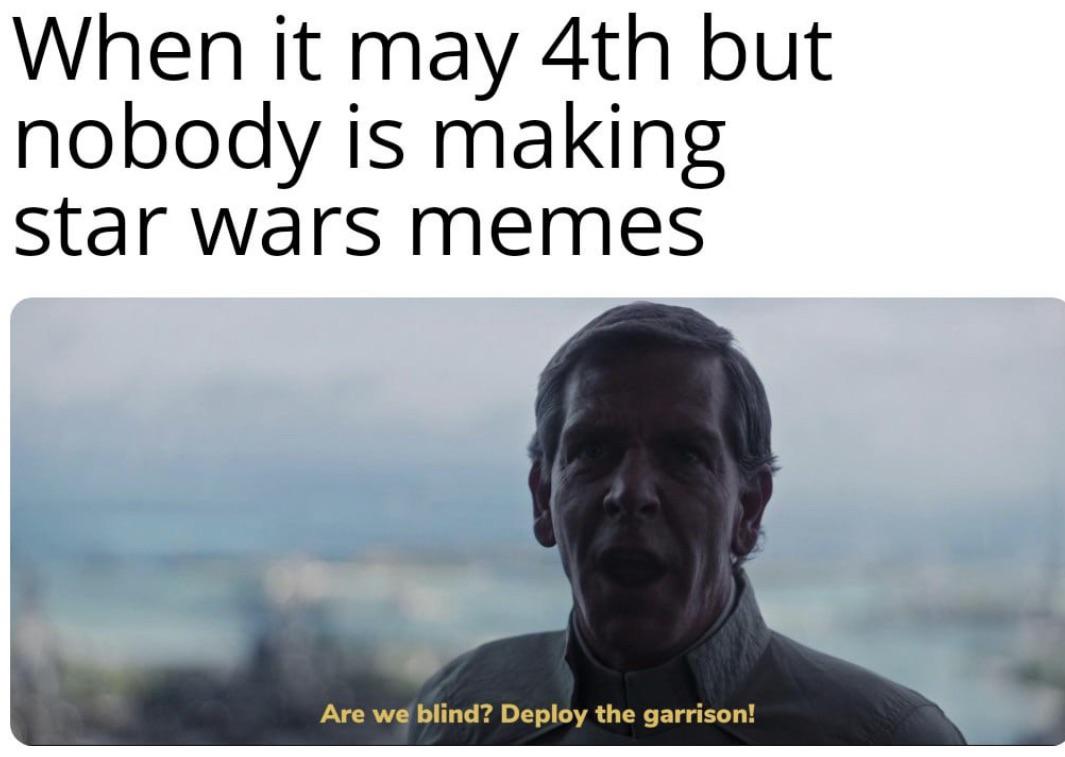 When it may 4th but
nobody is making
star wars memes
Are we blind? Deploy the garrison!